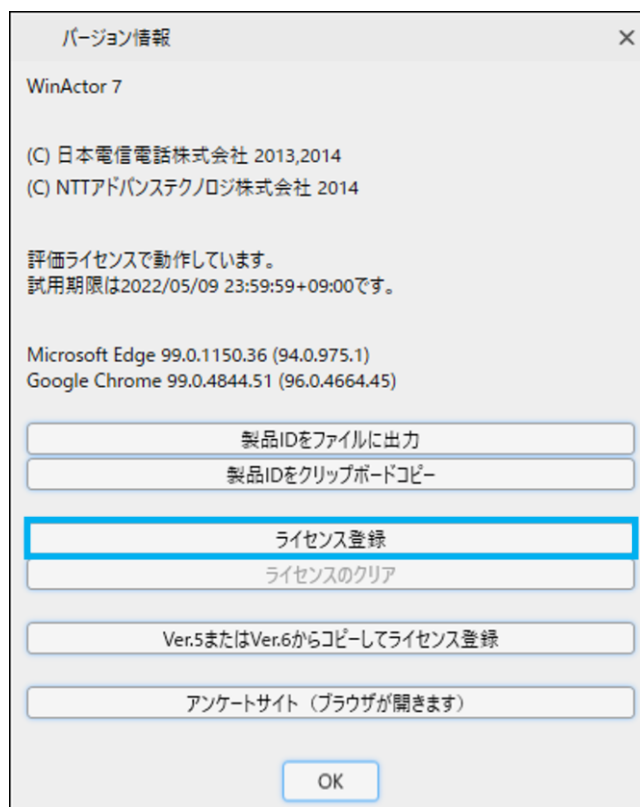 バージョン情報
WinActor 7
(C) 日本電信電話株式会社 2013,2014
(C) NTTアドバンステクノロジ株式会社 2014
評価ライセンスで動作しています。
試用期限は2022/05/09 23:59:59+09:00です。
Microsoft Edge 99.0.1150.36 (94.0.975.1)
Google Chrome 99.0.4844.51 (96.0.4664.45)
製品IDをファイルに出力
製品IDをクリップボードコピー
ライセンス登録
ライセンスのクリア
Ver.5またはVer.6からコピーしてライセンス登録
アンケートサイト（ブラウザが開きます）
OK